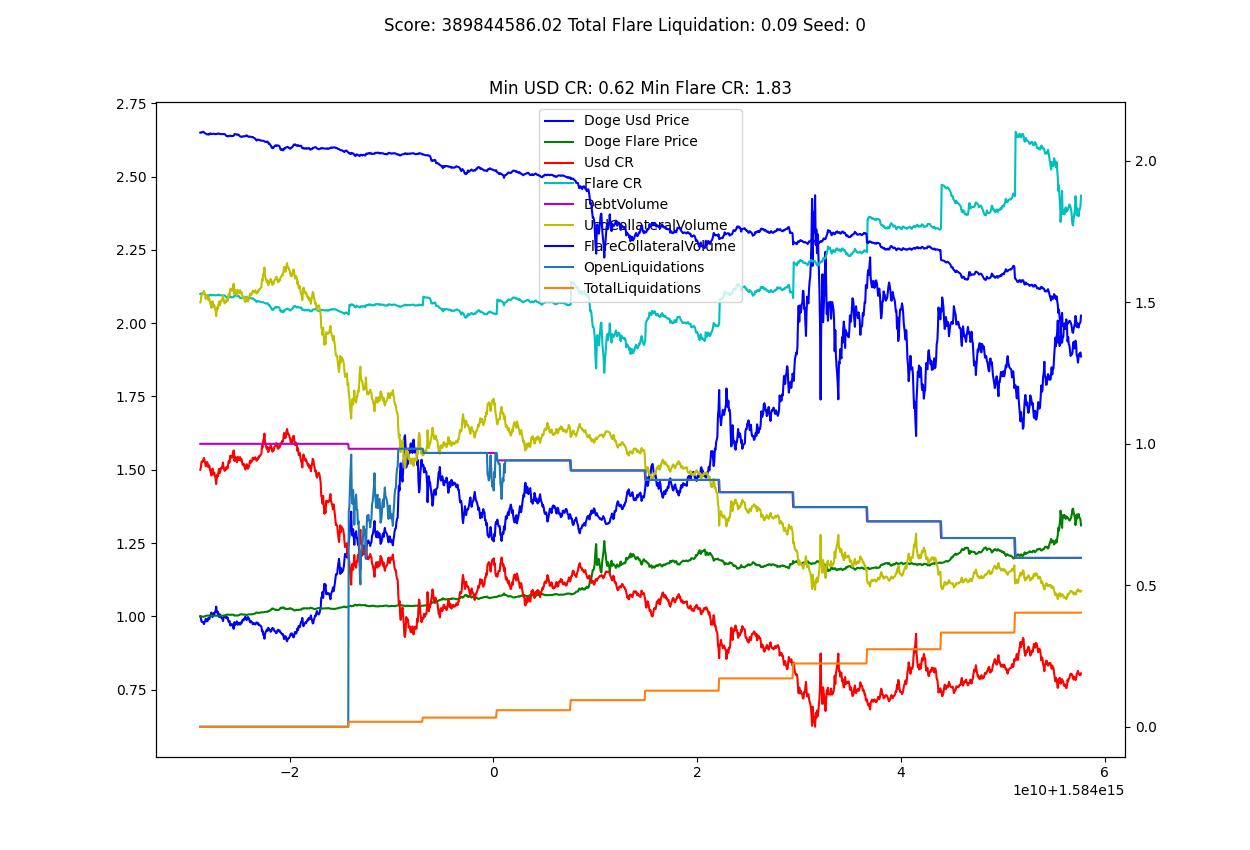 Score: 389844586.02 Total Flare Liquidation: 0.09 Seed: 0
Min USD CR: 0.62 Min Flare CR: 1.83
2.75
2.50
2.25
2.00
1.75
1.50
1.25
1.00
0.75
Doge Usd Price
Doge Flare Price
Usd CR
Flare CR
DebtVolume
UsdCollateralVolume
FlareCollateralVolume
OpenLiquidations
TotalLiquidations
2.0
1.5
1.0
0.5
0.0
−2 0 2 4 6
1e10+1.584e15